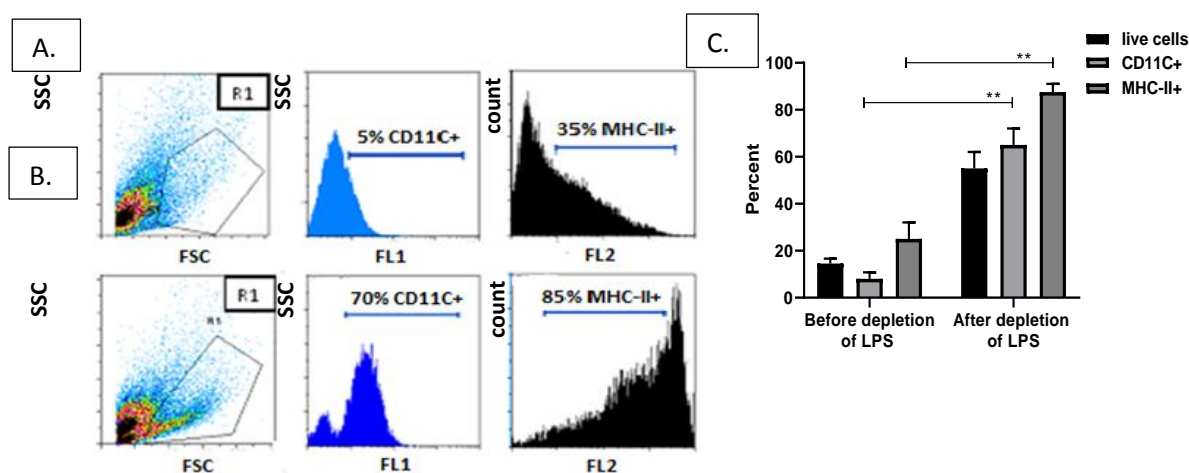 A.
SSC
R1
FSC
SSC
5% CD11C+
FL1
count
35% MHC-II+
FL2
B.
SSC
R1
R1
FSC
SSC
70% CD11C+
FL1
count
85% MHC-II+
FL2
C.
live cells
CD11C+
MHC-II+
Percent
100
80
60
40
20
0
**
**
Before depletion
of LPS
After depletion
of LPS